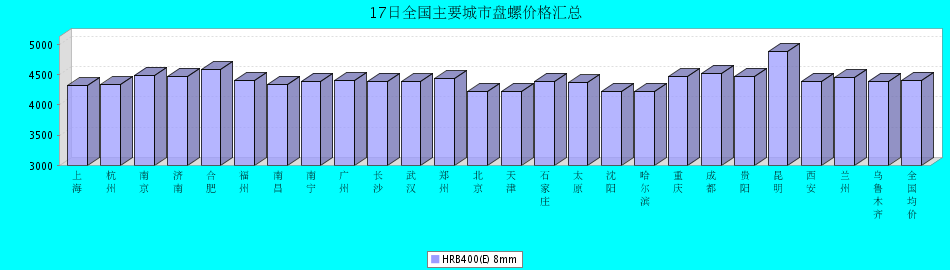 17日全国主要城市盘螺价格汇总
5000
4500
4000
3500
3000
上海
杭州
南京
济南
合肥
福州
南昌
南宁
广州
长沙
武汉
郑州
北京
天津
石家庄
太原
沈阳
哈尔滨
重庆
成都
贵阳
昆明
西安
兰州
乌鲁木齐
全国均价
HRB400(E) 8mm